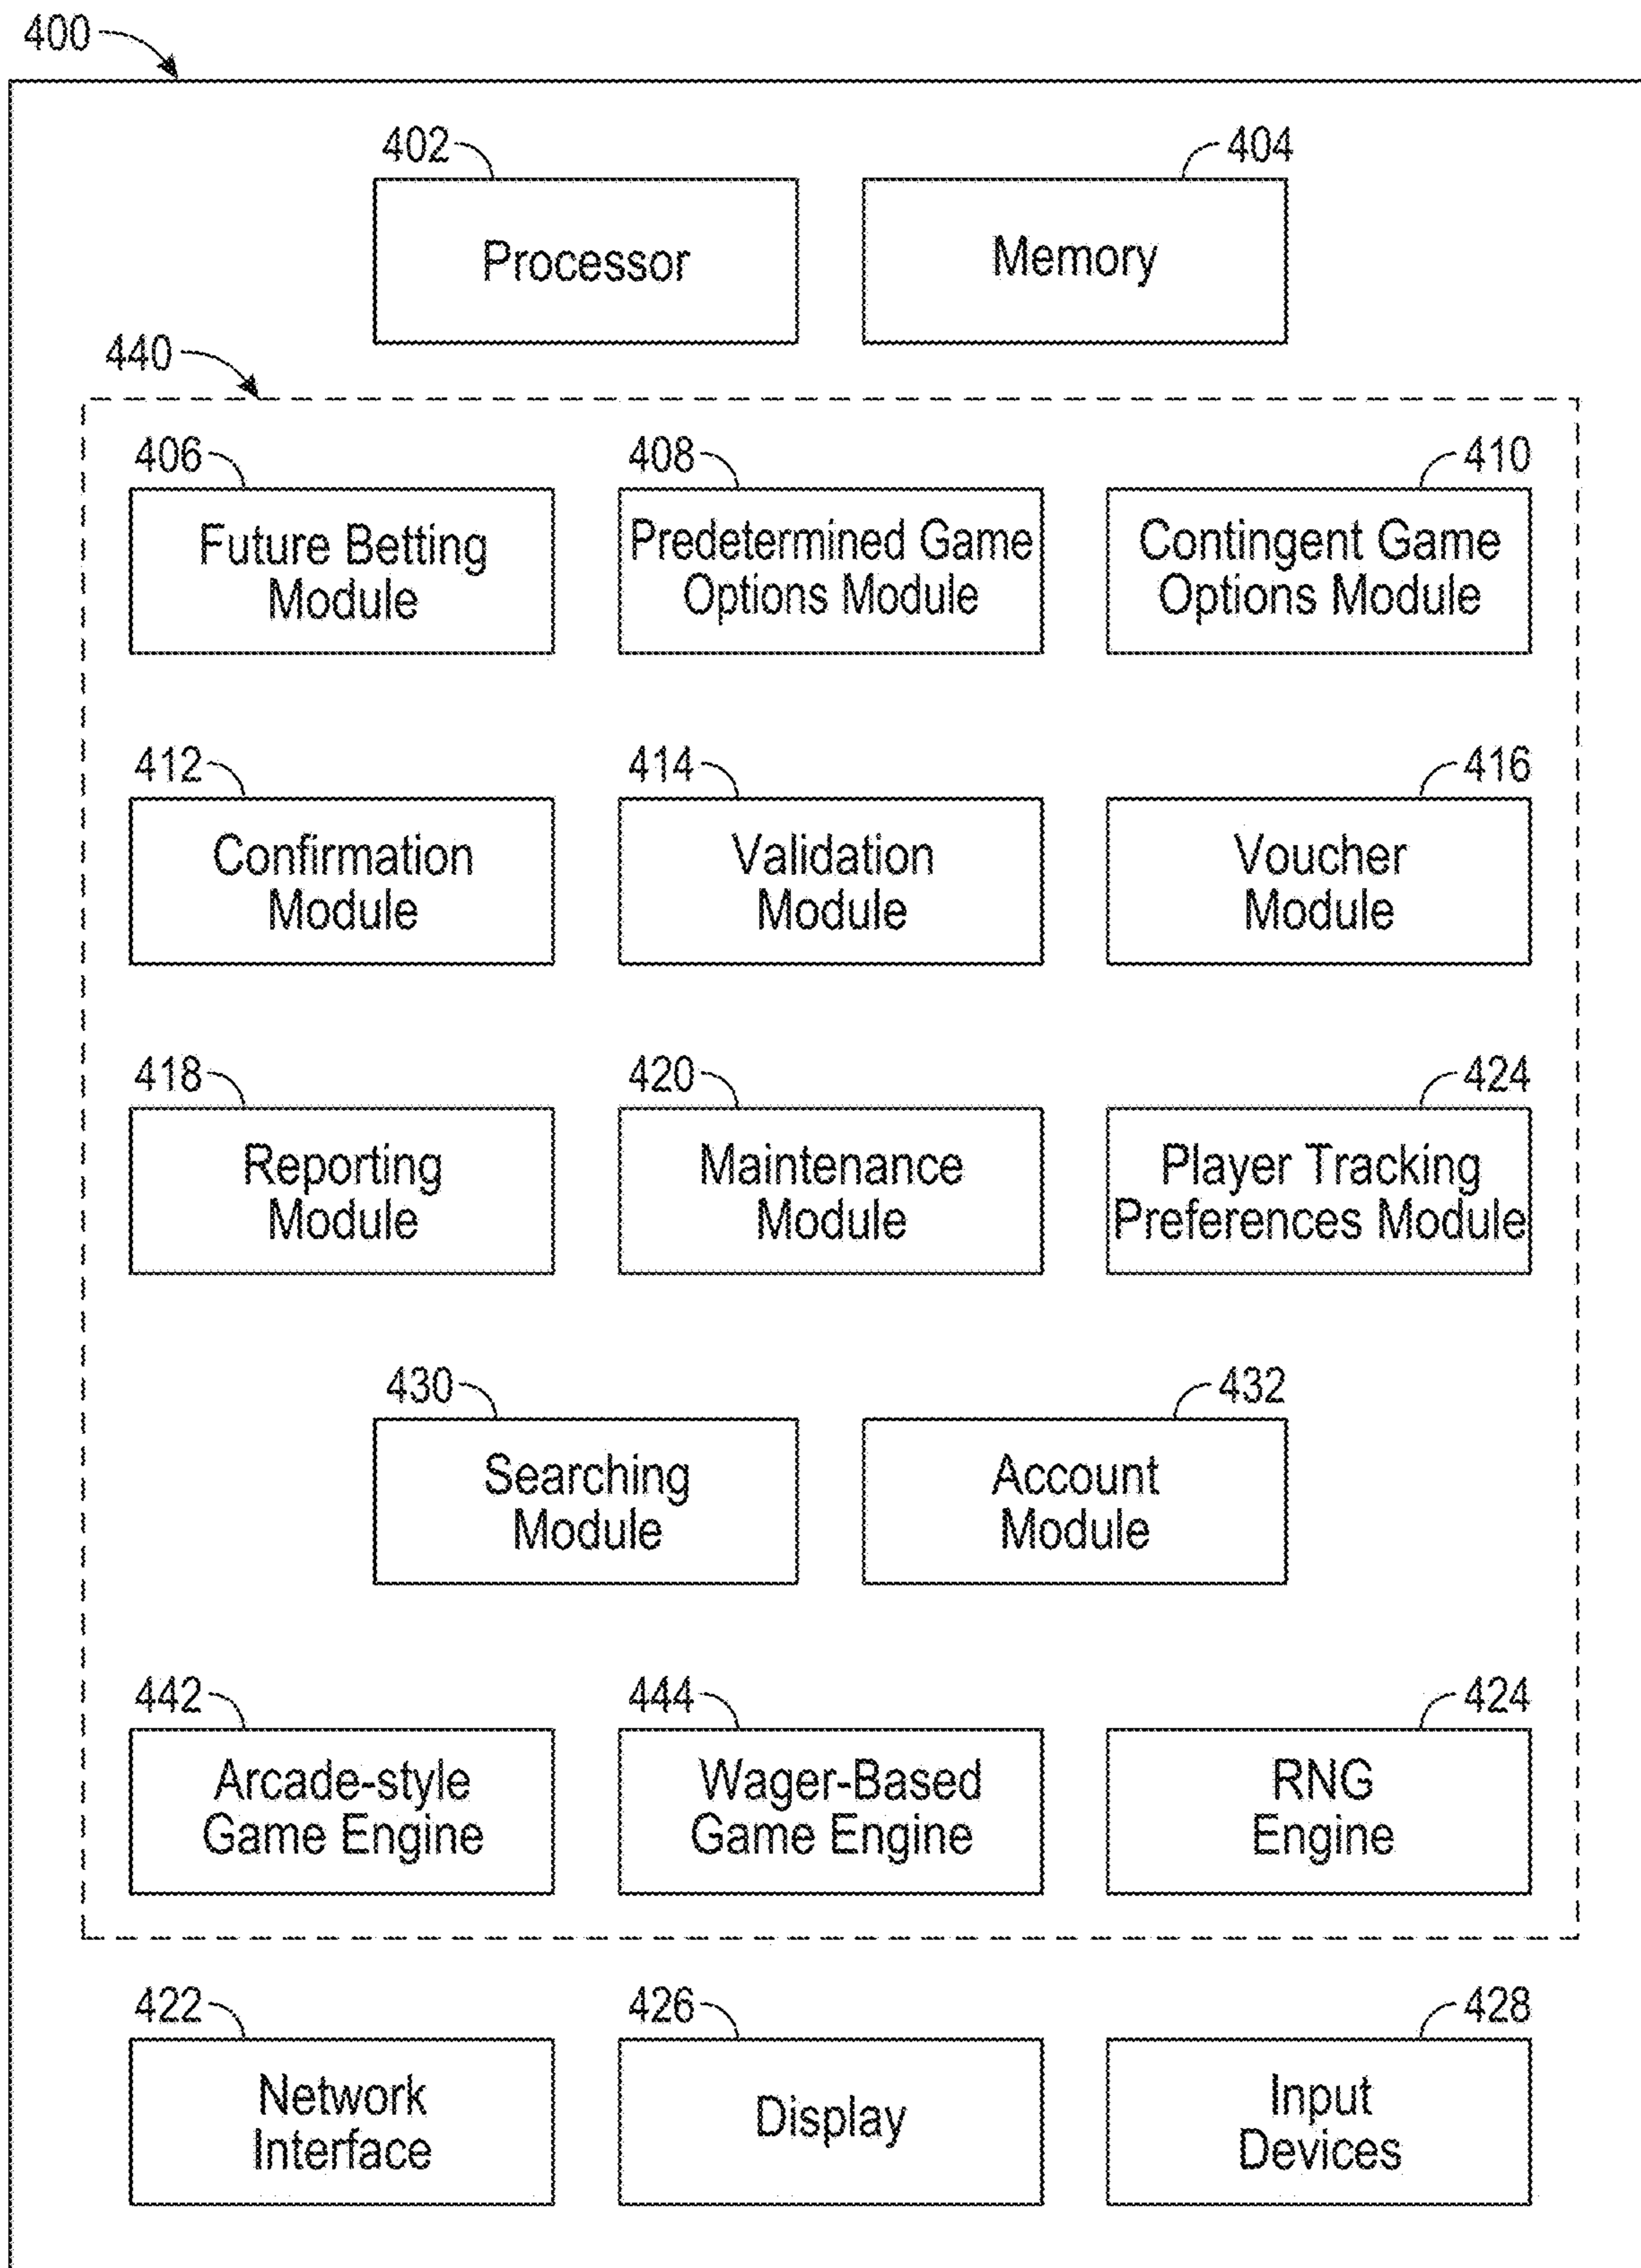 400
402
404
Processor
Memory
440
406
408
410
Future Betting
Module
Predetermined Game
Options Module
Contingent Game
Options Module
412
414
416
Confirmation
Module
Validation
Module
Voucher
Module
418
420
424
Reporting
Module
Maintenance
Module
Player Tracking
Preferences Module
430
432
Searching
Module
Account
Module
442
444
424
Arcade-style
Game Engine
Wager-Based
Game Engine
RNG
Engine
422
426
428
Network
Interface
Display
Input
Devices